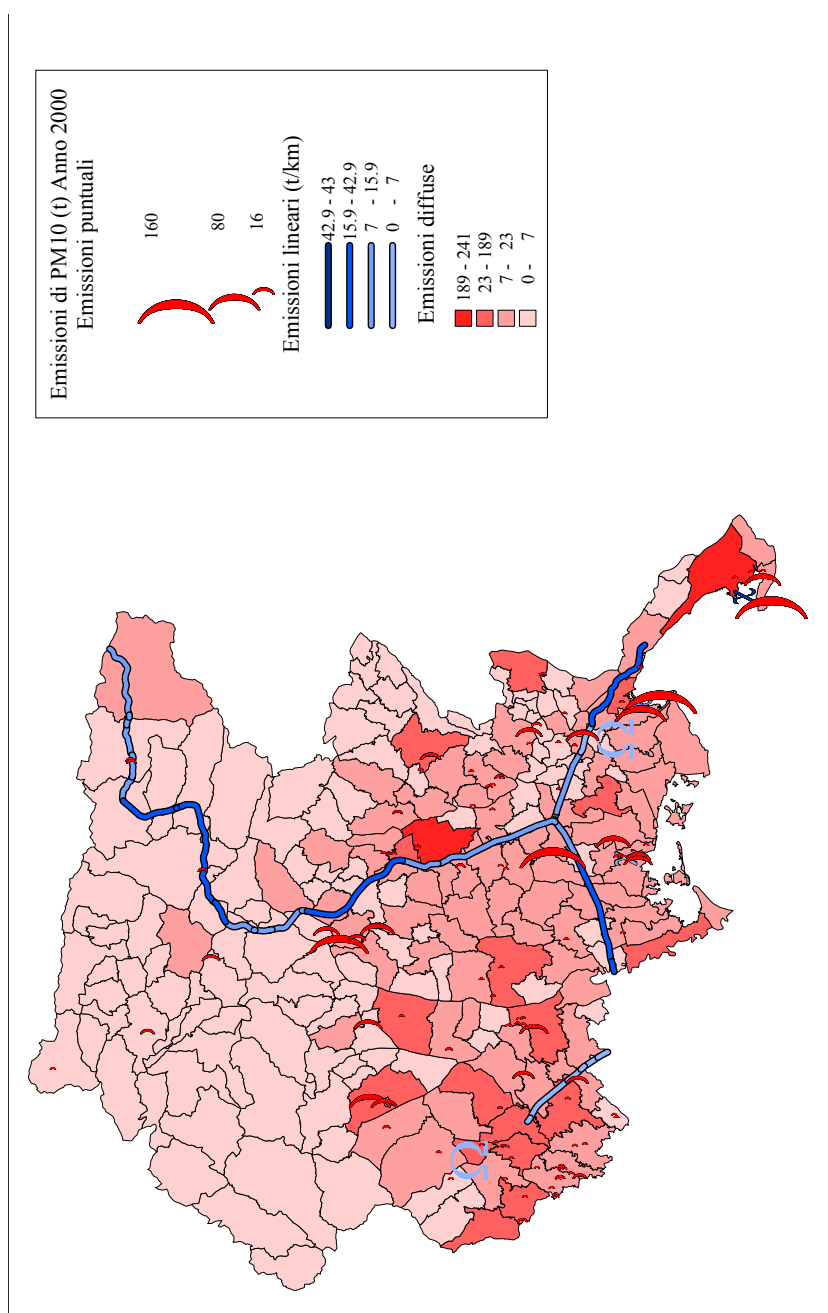 Emissioni di PM10 (t) Anno 2000
Emissioni puntuali
160
80
16
Emissioni lineari (t/km)
42.9 - 43
15.9 - 42.9
7 - 15.9
0 - 7
Emissioni diffuse
189 - 241
23 - 189
7 - 23
0 - 7